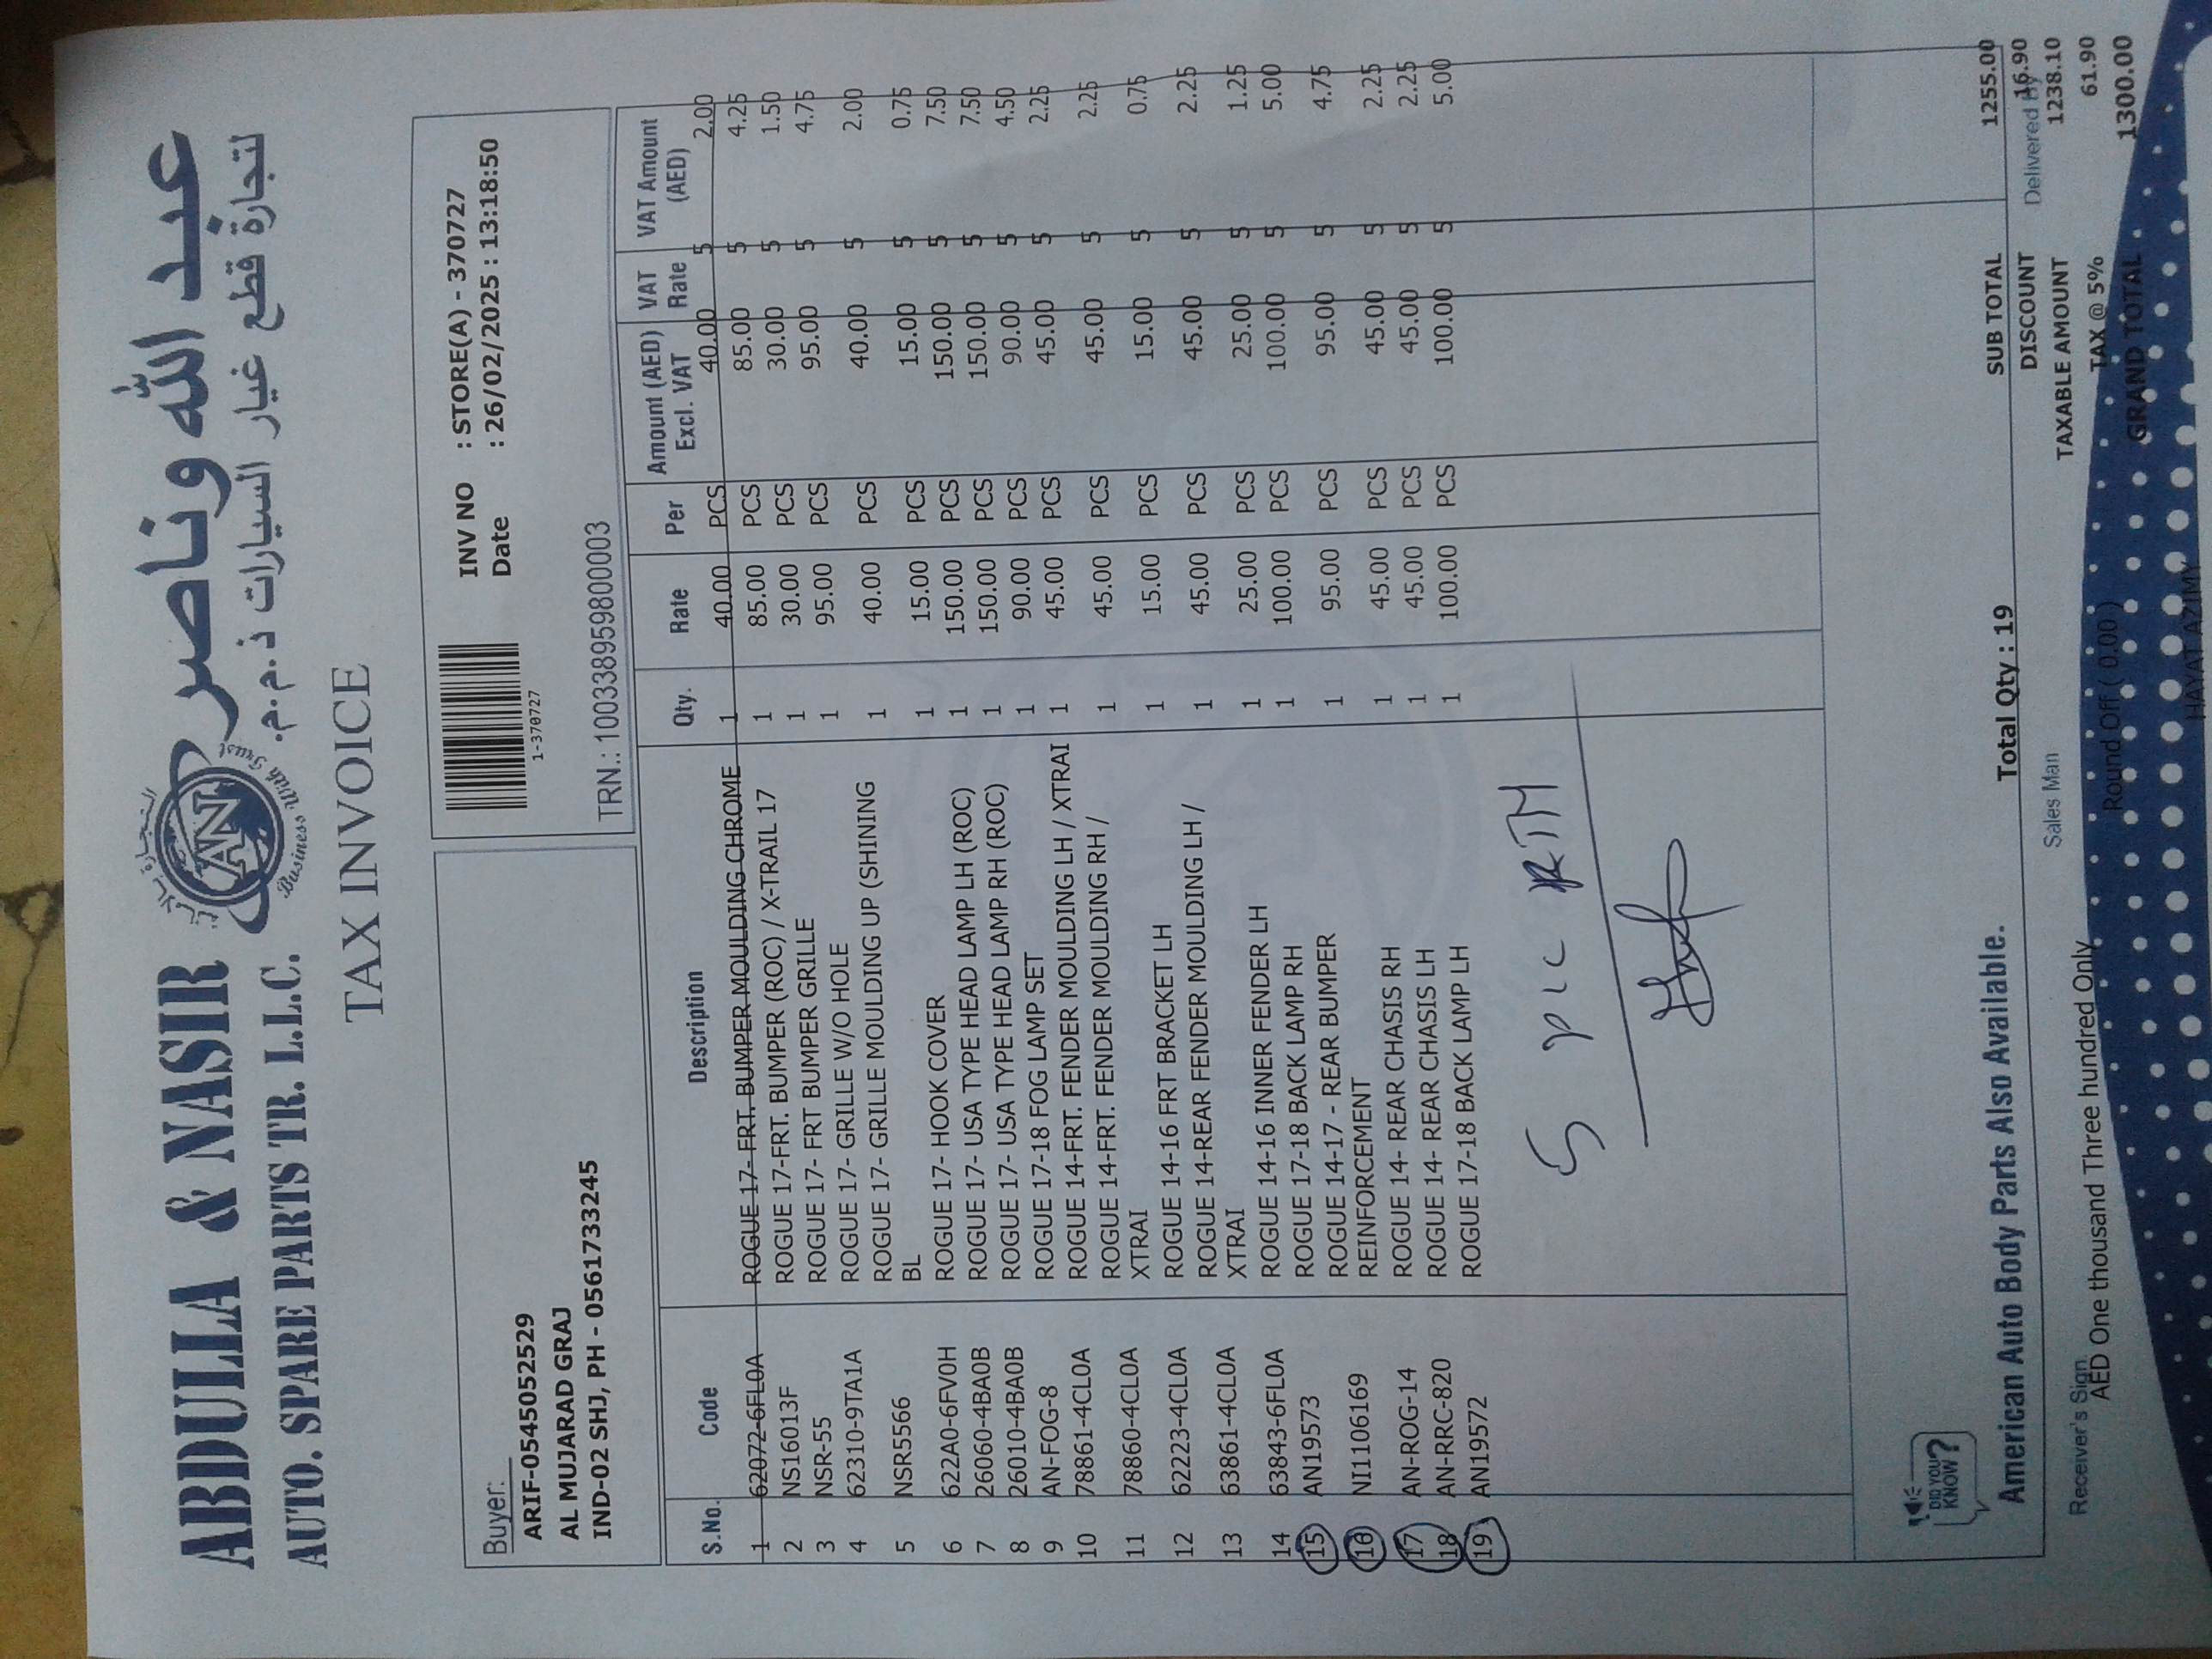 ABDULLA & NASIR
عبد الله وناصر
AUTO. SPARE PARTS TR. L.L.C.
لتجارة قطع غيار السيارات ذ.م.م.
AN
Business With Trust
TAX INVOICE
Buyer:
ARIF-0545052529
AL MUJARAD GRAJ
IND-02 SHJ, PH - 0561733245
1-370727
INV NO : STORE(A) - 370727
Date : 26/02/2025 : 13:18:50
TRN.: 100338959800003
S.No. Code Description Qty. Rate Per Amount (AED) Excl. VAT VAT Rate VAT Amount (AED)
1 62072-6FL0A ROGUE 17- FRT. BUMPER MOULDING CHROME 1 40.00 PCS 40.00 5 2.00
2 NS16013F ROGUE 17-FRT. BUMPER (ROC) / X-TRAIL 17 1 85.00 PCS 85.00 5 4.25
3 NSR-55 ROGUE 17- FRT BUMPER GRILLE 1 30.00 PCS 30.00 5 1.50
4 62310-9TA1A ROGUE 17- GRILLE W/O HOLE 1 95.00 PCS 95.00 5 4.75
5 NSR5566 ROGUE 17- GRILLE MOULDING UP (SHINING 1 40.00 PCS 40.00 5 2.00
BL
6 622A0-6FV0H ROGUE 17- HOOK COVER 1 15.00 PCS 15.00 5 0.75
7 26060-4BA0B ROGUE 17- USA TYPE HEAD LAMP LH (ROC) 1 150.00 PCS 150.00 5 7.50
8 26010-4BA0B ROGUE 17- USA TYPE HEAD LAMP RH (ROC) 1 150.00 PCS 150.00 5 7.50
9 AN-FOG-8 ROGUE 17-18 FOG LAMP SET 1 90.00 PCS 90.00 5 4.50
10 78861-4CL0A ROGUE 14-FRT. FENDER MOULDING LH / XTRAI 1 45.00 PCS 45.00 5 2.25
11 78860-4CL0A ROGUE 14-FRT. FENDER MOULDING RH / 1 45.00 PCS 45.00 5 2.25
XTRAI
12 62223-4CL0A ROGUE 14-16 FRT BRACKET LH 1 15.00 PCS 15.00 5 0.75
13 63861-4CL0A ROGUE 14-REAR FENDER MOULDING LH / 1 45.00 PCS 45.00 5 2.25
XTRAI
14 63843-6FL0A ROGUE 14-16 INNER FENDER LH 1 25.00 PCS 25.00 5 1.25
15 AN19573 ROGUE 17-18 BACK LAMP RH 1 100.00 PCS 100.00 5 5.00
16 NI1106169 ROGUE 14-17 - REAR BUMPER 1 95.00 PCS 95.00 5 4.75
REINFORCEMENT
17 AN-ROG-14 ROGUE 14- REAR CHASIS RH 1 45.00 PCS 45.00 5 2.25
18 AN-RRC-820 ROGUE 14- REAR CHASIS LH 1 45.00 PCS 45.00 5 2.25
19 AN19572 ROGUE 17-18 BACK LAMP LH 1 100.00 PCS 100.00 5 5.00
5 pic
DID YOU KNOW?
American Auto Body Parts Also Available.
Total Qty : 19
SUB TOTAL 1255.00
DISCOUNT 16.90
TAXABLE AMOUNT 1238.10
TAX @ 5% 61.90
GRAND TOTAL 1300.00
Receiver's Sign
Sales Man
Delivered By
AED One thousand Three hundred Only
Round Off ( 0.00 )
HAYAT AZIMY